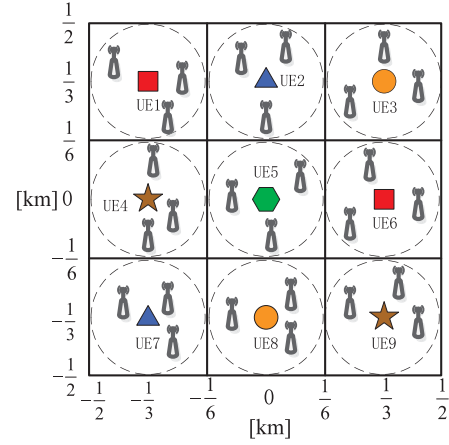 1/2
1/3
1/6
[km] 0
-1/6
-1/3
-1/2
UE1
UE2
UE3
UE4
UE5
UE6
UE7
UE8
UE9
-1/2 -1/3 -1/6 0 1/6 1/3 1/2
[km]